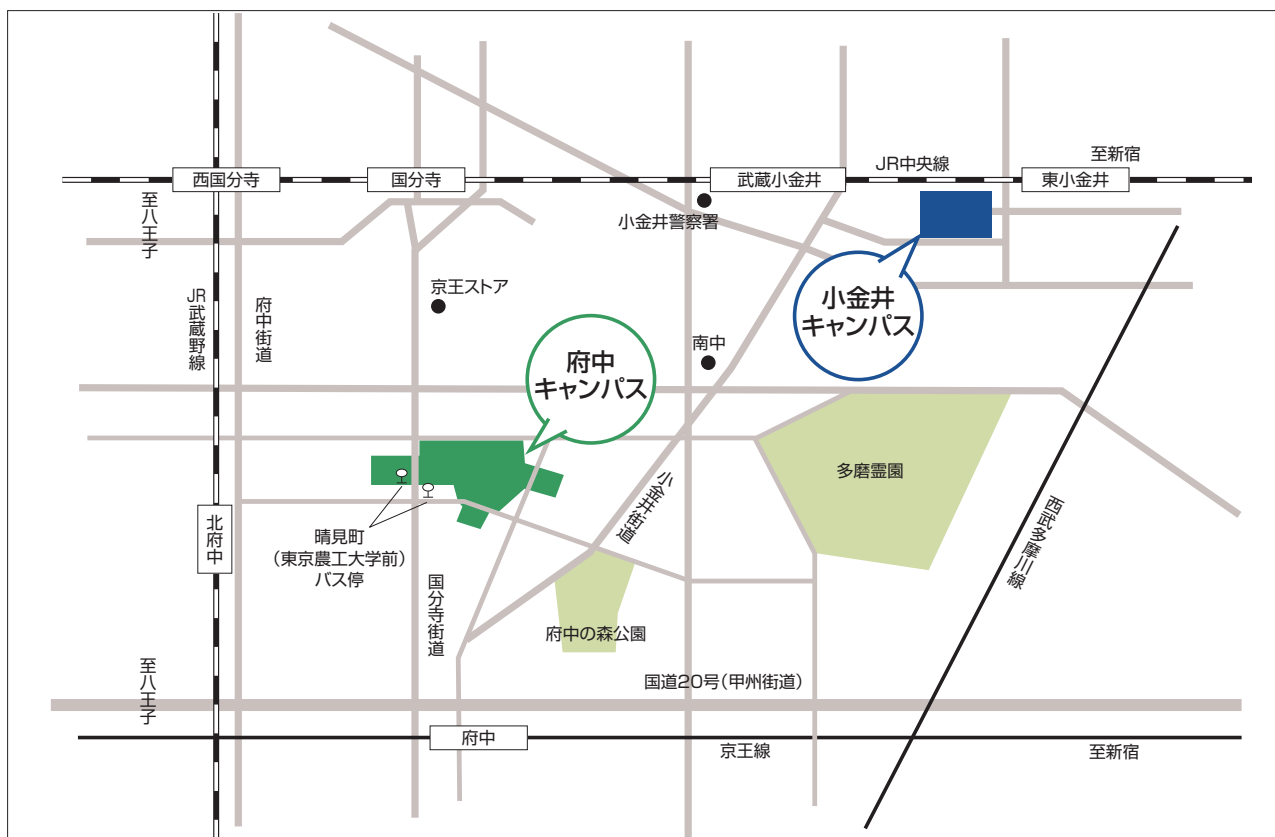 JR中央線
至新宿
西国分寺
国分寺
武蔵小金井
東小金井
至八王子
小金井警察署
京王ストア
小金井
キャンパス
JR武蔵野線
府中街道
南中
府中
キャンパス
多磨霊園
小金井街道
西武多摩川線
北府中
晴見町
(東京農工大学前)
バス停
国分寺街道
府中の森公園
至八王子
国道20号(甲州街道)
府中
京王線
至新宿